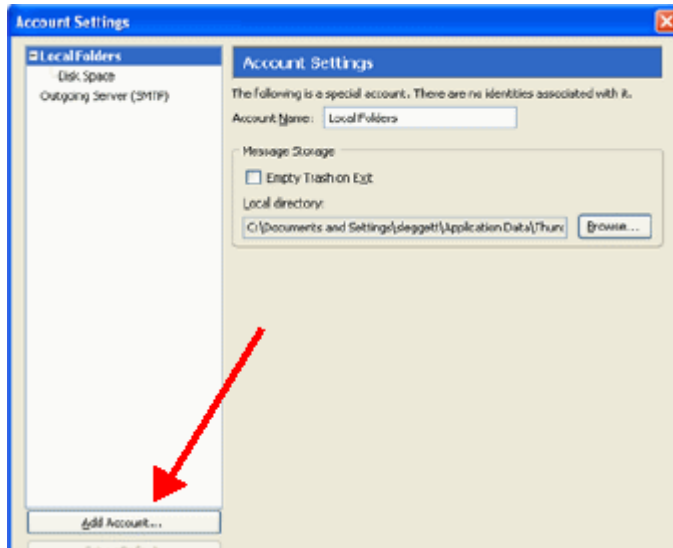 Account Settings
Local Folders
Disk Space
Outgoing Server (SMTP)
Account Settings
The following is a special account. There are no identities associated with it.
Account Name: Local Folders
Message Storage
Empty Trash on Exit
Local directory:
C:\Documents and Settings\sleggett\Application Data\Thund Browse...
Add Account...